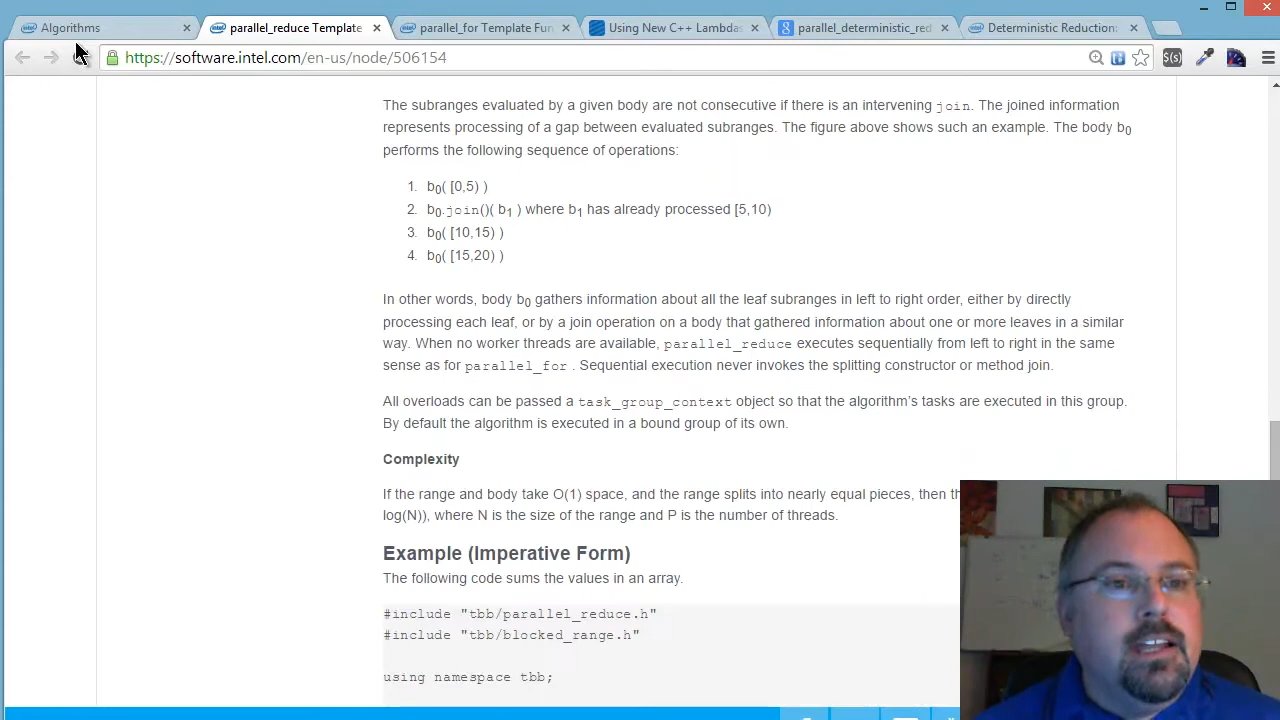 Algorithms
parallel_reduce Template
parallel_for Template Fun
Using New C++ Lambdas
parallel_deterministic_red
Deterministic Reduction:
https://software.intel.com/en-us/node/506154
$(s)
The subranges evaluated by a given body are not consecutive if there is an intervening join. The joined information
represents processing of a gap between evaluated subranges. The figure above shows such an example. The body b0
performs the following sequence of operations:
1. b0( [0,5) )
2. b0.join()( b1 ) where b1 has already processed [5,10)
3. b0( [10,15) )
4. b0( [15,20) )
In other words, body b0 gathers information about all the leaf subranges in left to right order, either by directly
processing each leaf, or by a join operation on a body that gathered information about one or more leaves in a similar
way. When no worker threads are available, parallel_reduce executes sequentially from left to right in the same
sense as for parallel_for . Sequential execution never invokes the splitting constructor or method join.
All overloads can be passed a task_group_context object so that the algorithm's tasks are executed in this group.
By default the algorithm is executed in a bound group of its own.
Complexity
If the range and body take O(1) space, and the range splits into nearly equal pieces, then th
log(N)), where N is the size of the range and P is the number of threads.
Example (Imperative Form)
The following code sums the values in an array.
#include "tbb/parallel_reduce.h"
#include "tbb/blocked_range.h"
using namespace tbb;